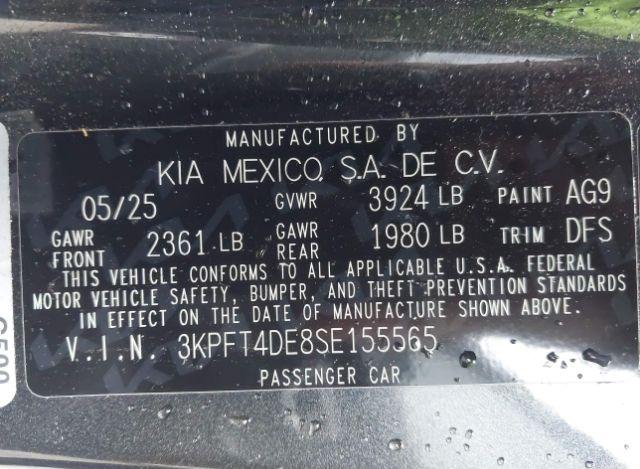 MANUFACTURED BY
KIA MEXICO, S.A. DE C.V.
05/25 GVWR 3924 LB PAINT AG9
GAWR FRONT 2361 LB GAWR REAR 1980 LB TRIM DFS
THIS VEHICLE CONFORMS TO ALL APPLICABLE U.S.A. FEDERAL
MOTOR VEHICLE SAFETY, BUMPER, AND THEFT PREVENTION STANDARDS
IN EFFECT ON THE DATE OF MANUFACTURE SHOWN ABOVE.
V.I.N. 3KPFT4DE8SE155565
PASSENGER CAR